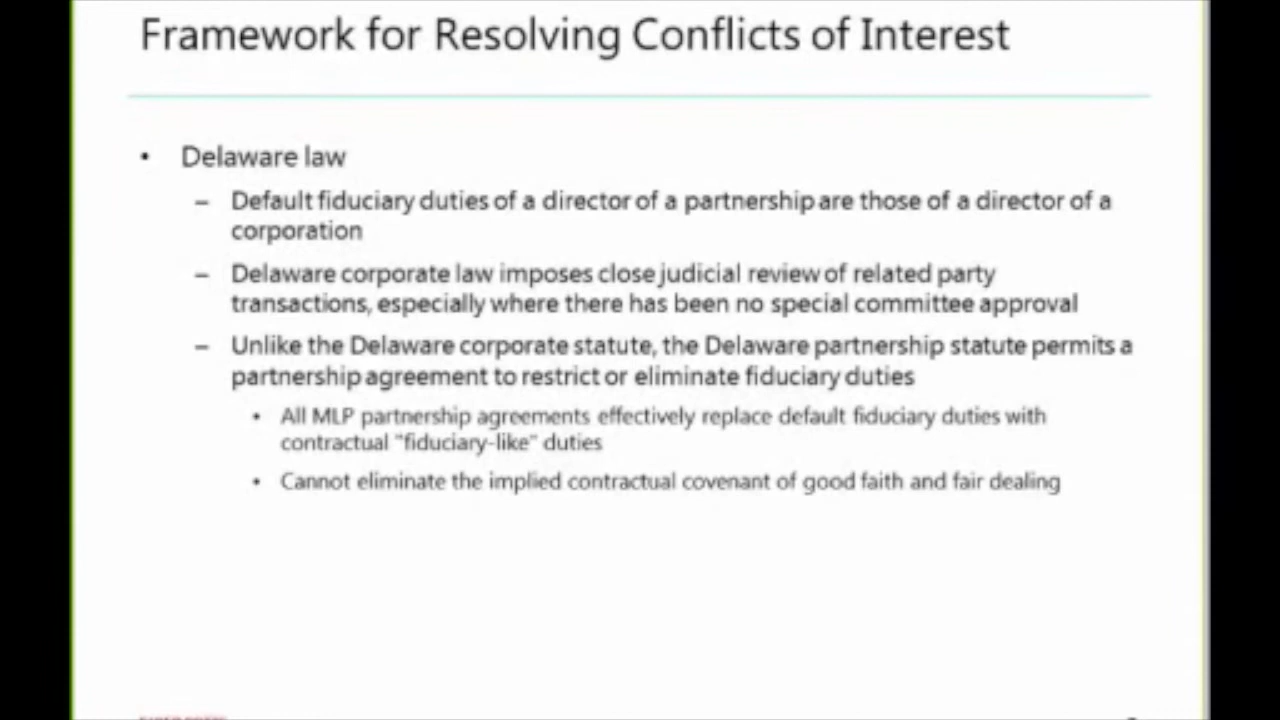 Framework for Resolving Conflicts of Interest
• Delaware law
– Default fiduciary duties of a director of a partnership are those of a director of a
corporation
– Delaware corporate law imposes close judicial review of related party
transactions, especially where there has been no special committee approval
– Unlike the Delaware corporate statute, the Delaware partnership statute permits a
partnership agreement to restrict or eliminate fiduciary duties
• All MLP partnership agreements effectively replace default fiduciary duties with
contractual "fiduciary-like" duties
• Cannot eliminate the implied contractual covenant of good faith and fair dealing